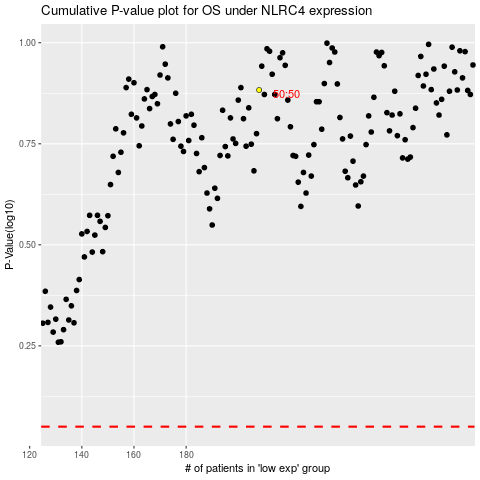 Cumulative P-value plot for OS under NLRC4 expression
P-Value(log10)
1.00
0.75
0.50
0.25
50:50
120 140 160 180
# of patients in 'low exp' group